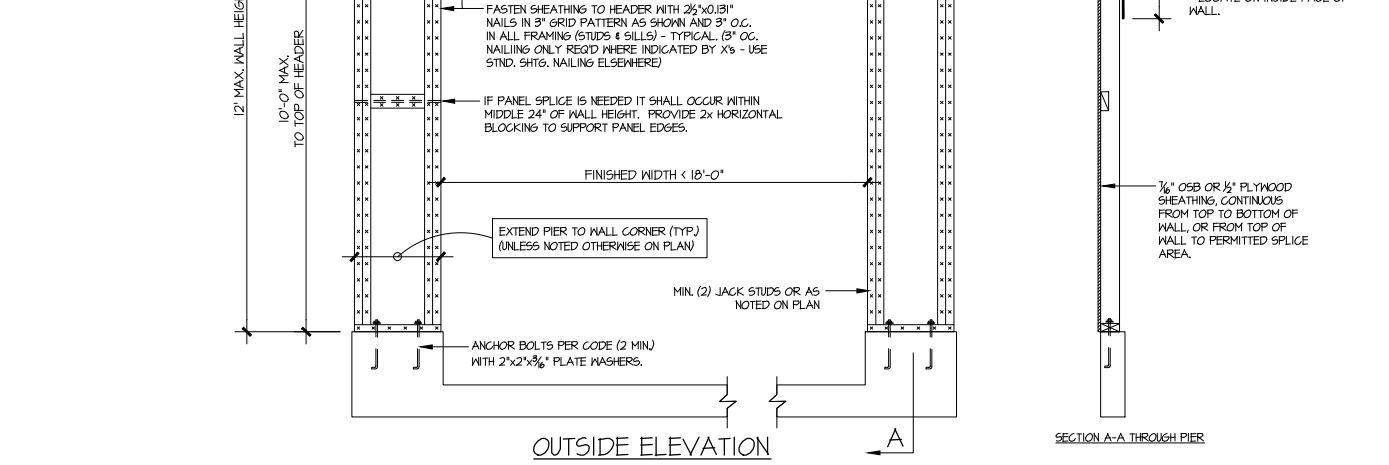 FASTEN SHEATHING TO HEADER WITH 2½"x0.131"
NAILS IN 3" GRID PATTERN AS SHOWN AND 3" O.C.
IN ALL FRAMING (STUDS & SILLS) - TYPICAL. (3" OC.
NAILIING ONLY REQ'D WHERE INDICATED BY X's - USE
STND. SHTG. NAILING ELSEWHERE)
12' MAX. WALL
10'-0" MAX.
TO TOP OF HEADER
IF PANEL SPLICE IS NEEDED IT SHALL OCCUR WITHIN
MIDDLE 24" OF WALL HEIGHT. PROVIDE 2x HORIZONTAL
BLOCKING TO SUPPORT PANEL EDGES.
FINISHED WIDTH < 18'-0"
EXTEND PIER TO WALL CORNER (TYP.)
(UNLESS NOTED OTHERWISE ON PLAN)
MIN. (2) JACK STUDS OR AS
NOTED ON PLAN
ANCHOR BOLTS PER CODE (2 MIN.)
WITH 2"x2"x3/16" PLATE WASHERS.
OUTSIDE ELEVATION
A
WALL.
7/16" OSB OR ½" PLYWOOD
SHEATHING, CONTINUOUS
FROM TOP TO BOTTOM OF
WALL, OR FROM TOP OF
WALL TO PERMITTED SPLICE
AREA.
SECTION A-A THROUGH PIER